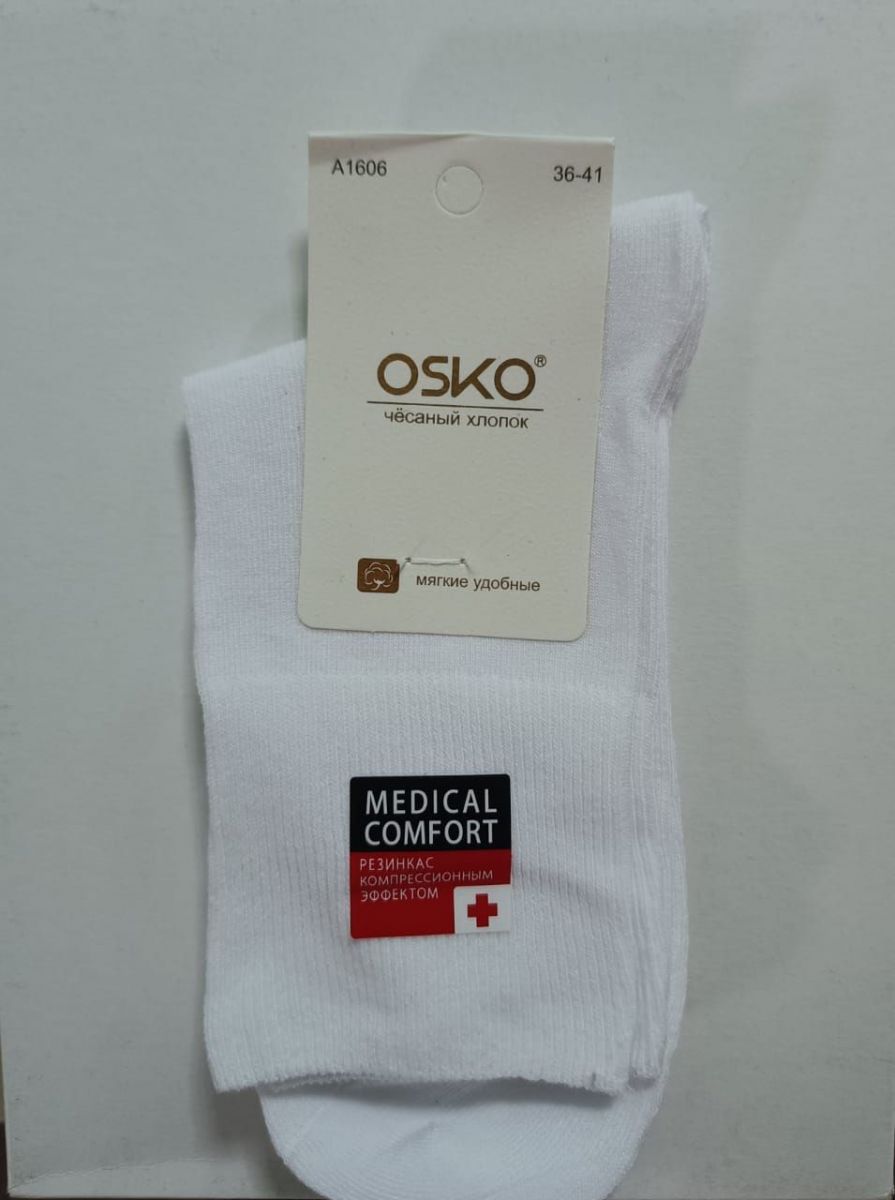 A1606
36-41
OSKO®
чёсаный хлопок
мягкие удобные
MEDICAL
COMFORT
РЕЗИНКАС
КОМПРЕССИОННЫМ
ЭФФЕКТОМ